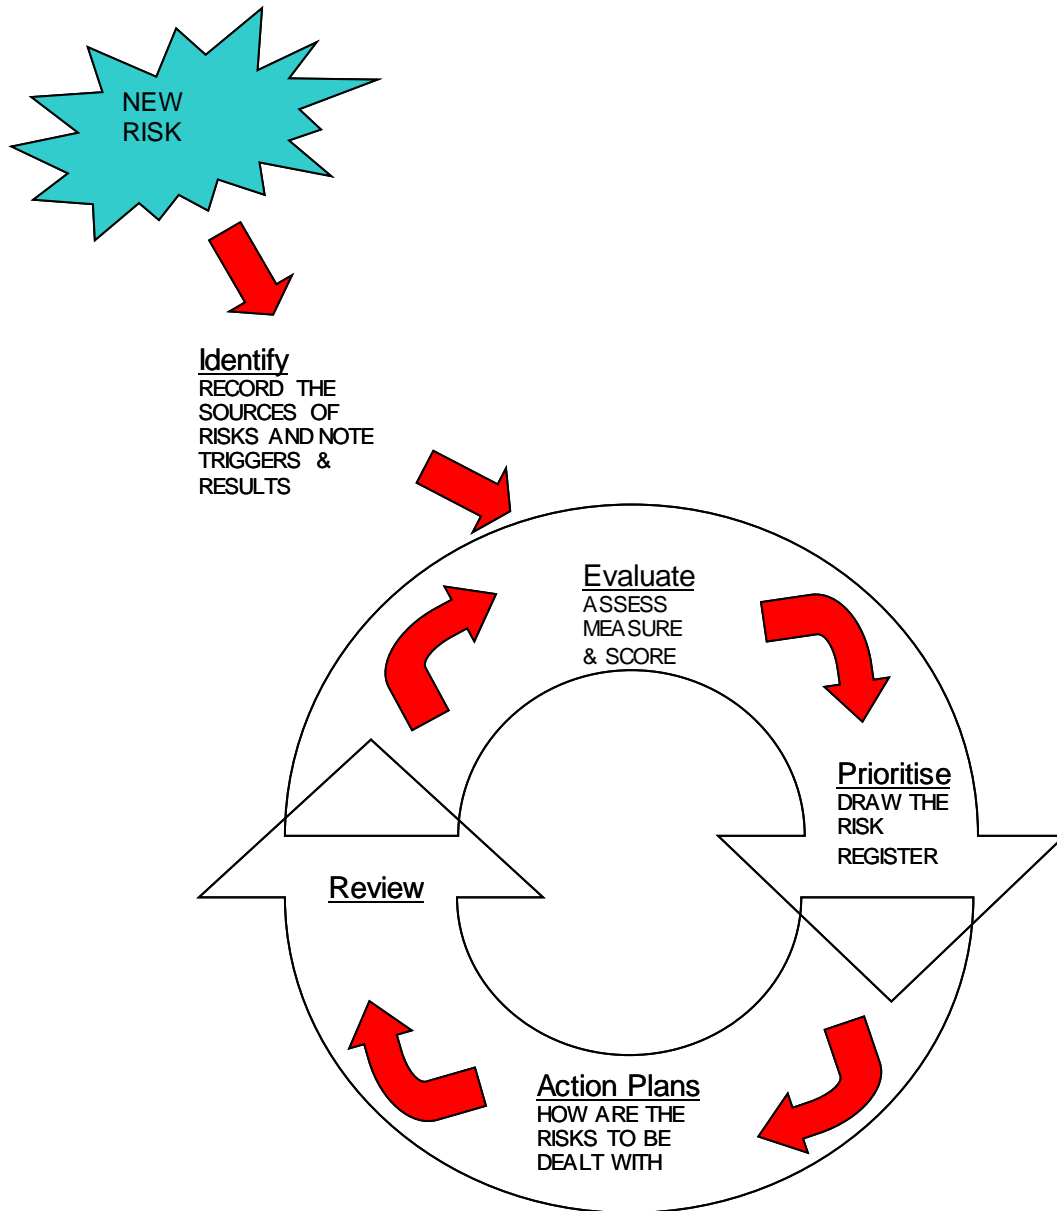 NEW
RISK
Identify
RECORD THE
SOURCES OF
RISKS AND NOTE
TRIGGERS &
RESULTS
Evaluate
ASSESS
MEASURE
& SCORE
Prioritise
DRAW THE
RISK
REGISTER
Review
Action Plans
HOW ARE THE
RISKS TO BE
DEALT WITH